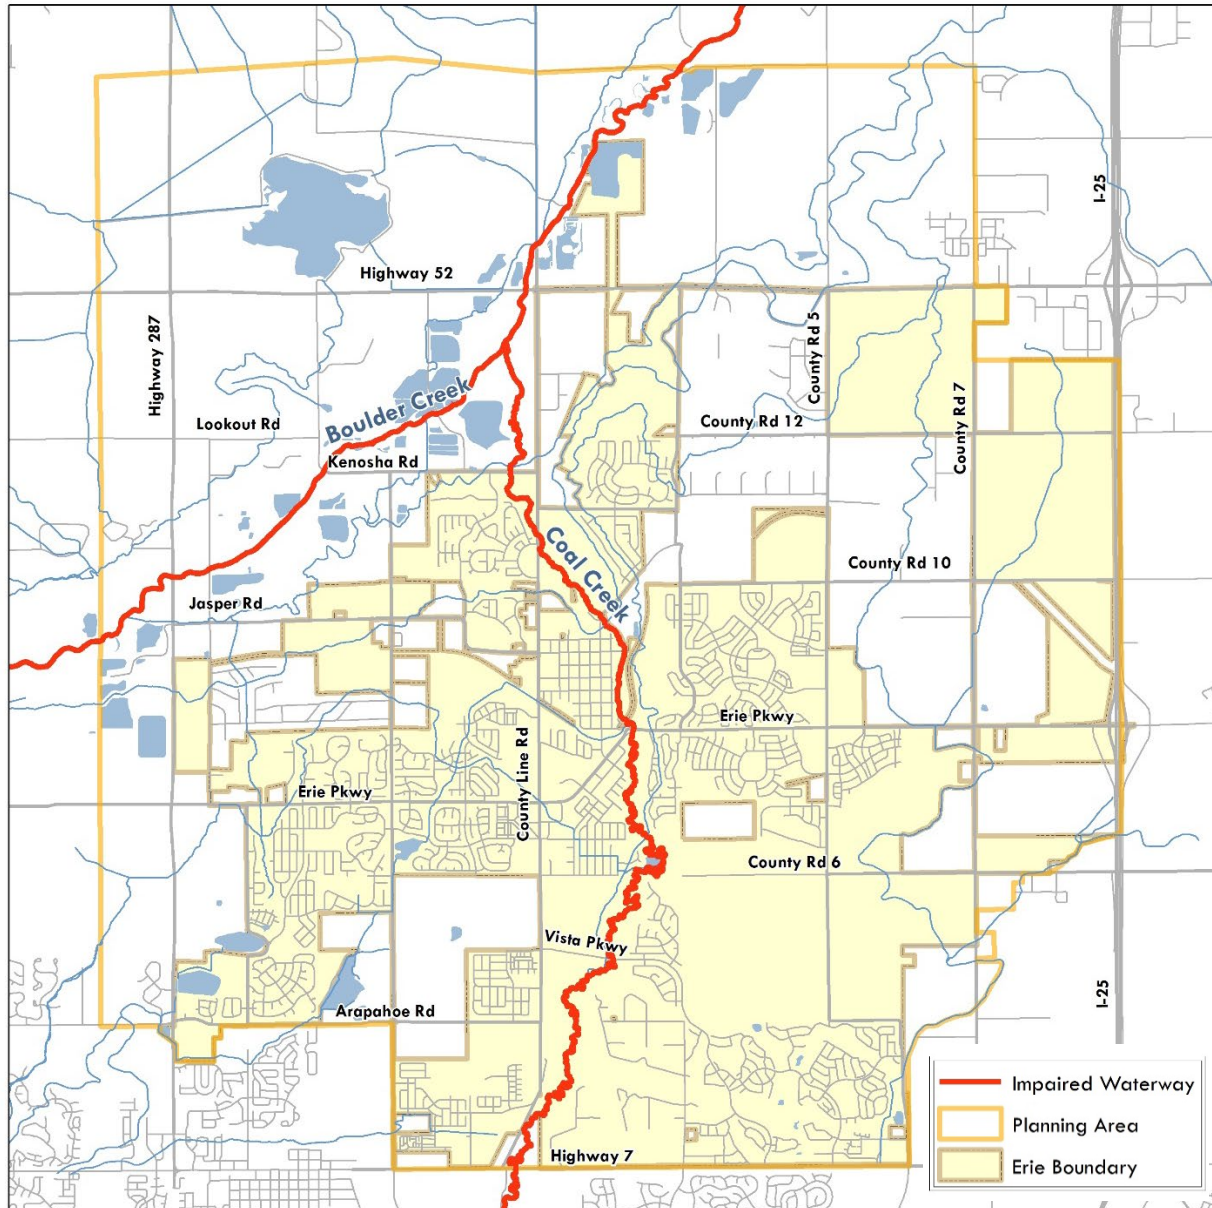 I-25
Highway 52
Highway 287
County Rd 5
County Rd 7
Boulder Creek
Lookout Rd
County Rd 12
Kenosha Rd
Coal Creek
County Rd 10
Jasper Rd
Erie Pkwy
County Line Rd
Erie Pkwy
County Rd 6
Vista Pkwy
I-25
Arapahoe Rd
Highway 7
Impaired Waterway
Planning Area
Erie Boundary